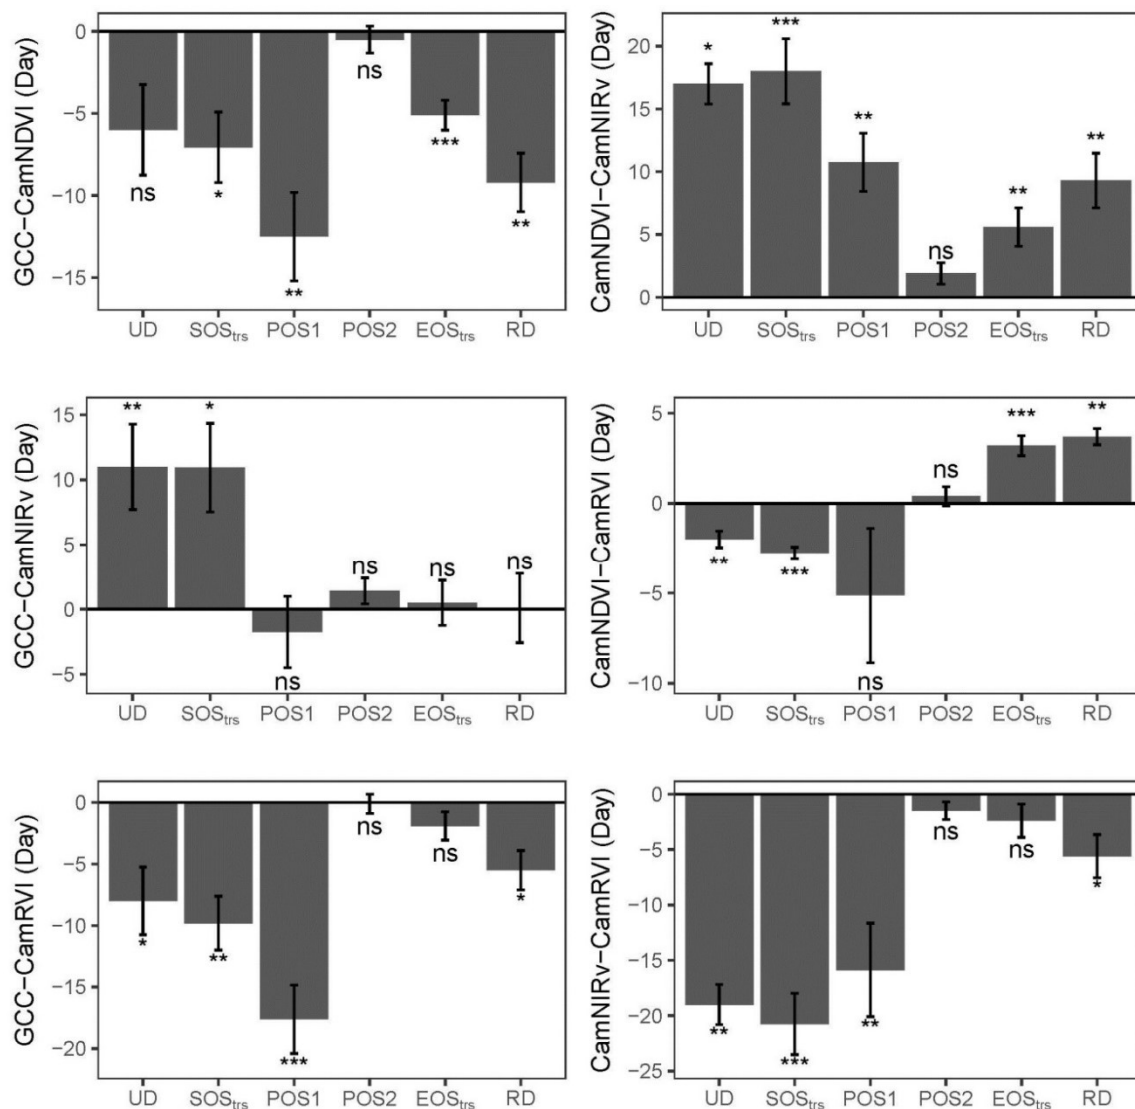 GCC−CamNDVI (Day)
0
−5
−10
−15
ns
*
**
ns
***
**
UD SOStrs POS1 POS2 EOStrs RD
CamNDVI−CamNIRv (Day)
20
15
10
5
0
*
***
**
ns
**
**
UD SOStrs POS1 POS2 EOStrs RD
GCC−CamNIRv (Day)
15
10
5
0
−5
**
*
ns
ns
ns
ns
UD SOStrs POS1 POS2 EOStrs RD
CamNDVI−CamRVI (Day)
5
0
−5
−10
**
***
ns
ns
***
**
UD SOStrs POS1 POS2 EOStrs RD
GCC−CamRVI (Day)
0
−5
−10
−15
−20
*
**
***
ns
ns
*
UD SOStrs POS1 POS2 EOStrs RD
CamNIRv−CamRVI (Day)
0
−5
−10
−15
−20
−25
**
***
**
ns
ns
*
UD SOStrs POS1 POS2 EOStrs RD